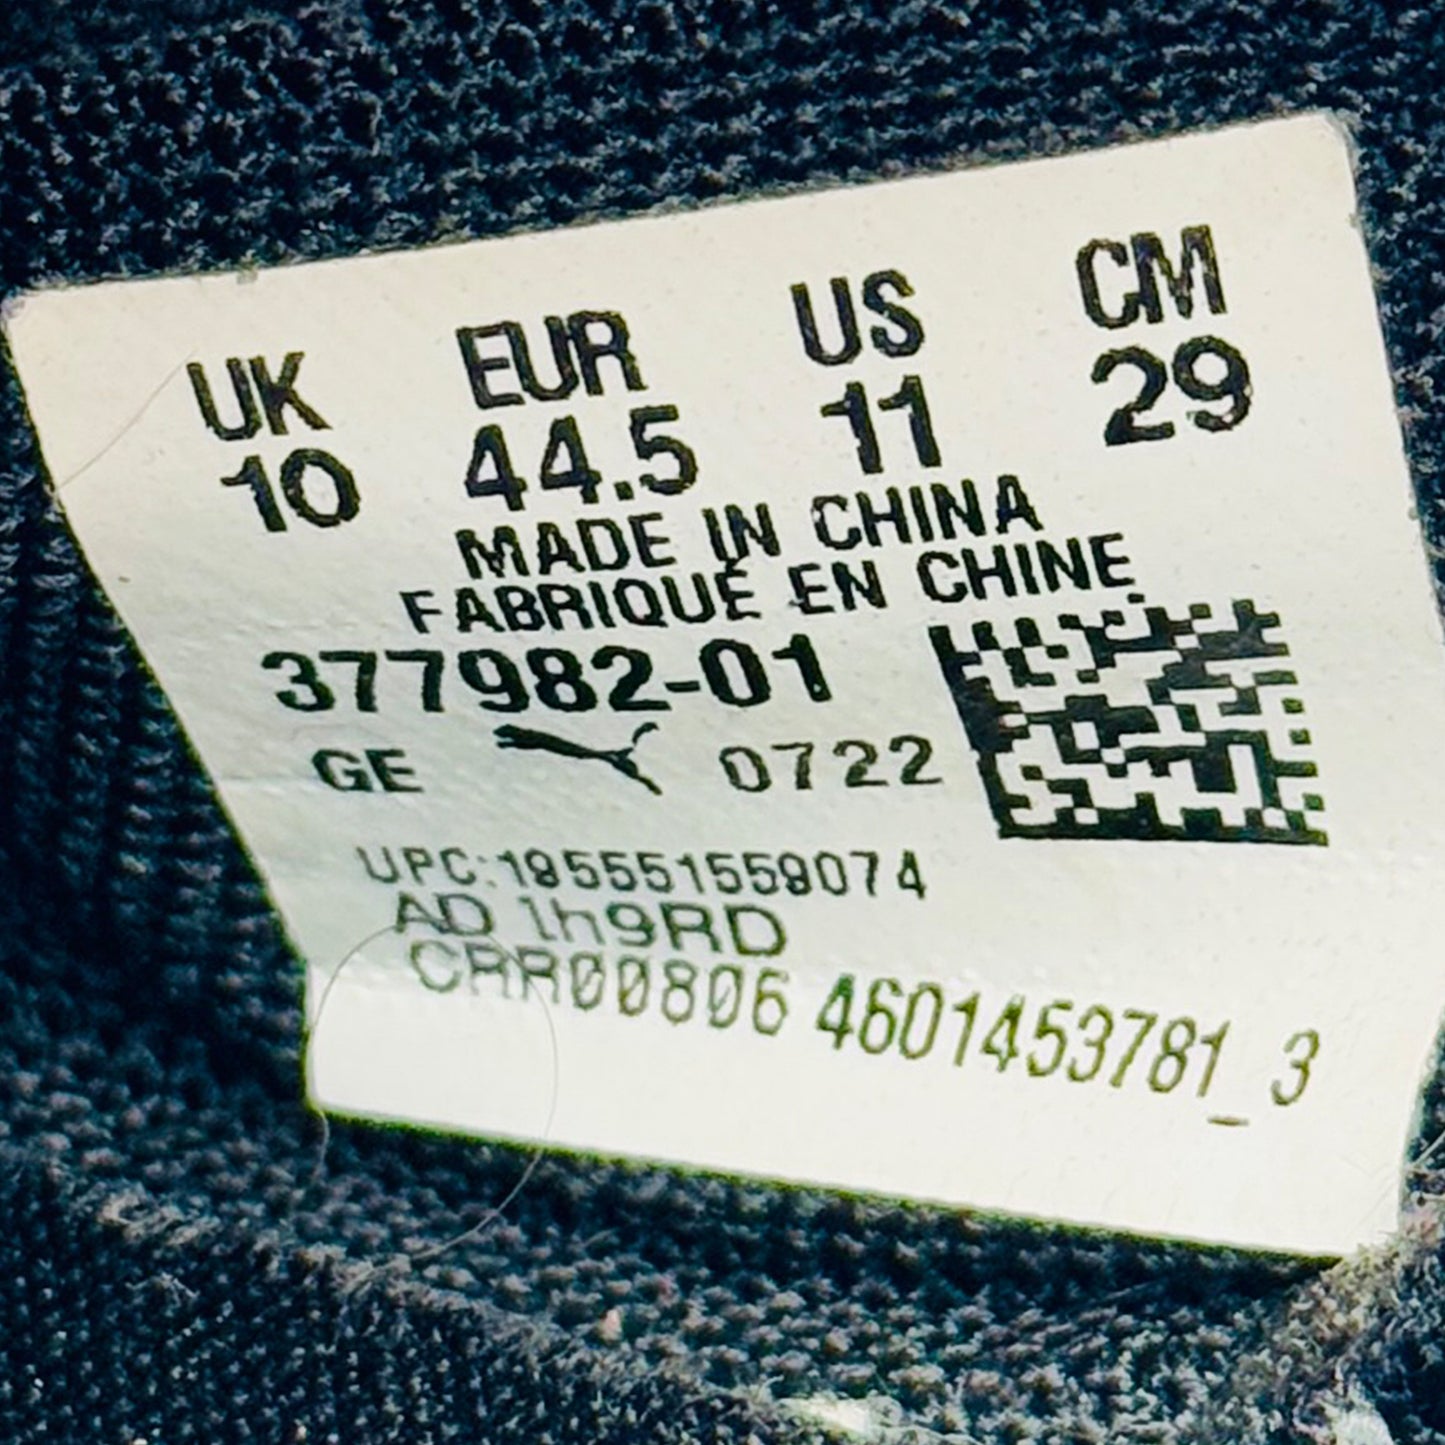 UK EUR US CM
10 44.5 11 29
MADE IN CHINA
FABRIQUÉ EN CHINE
377982-01
GE 0722
UPC:195551559074
AD 1h9RD
CRR00806 4601453781_3